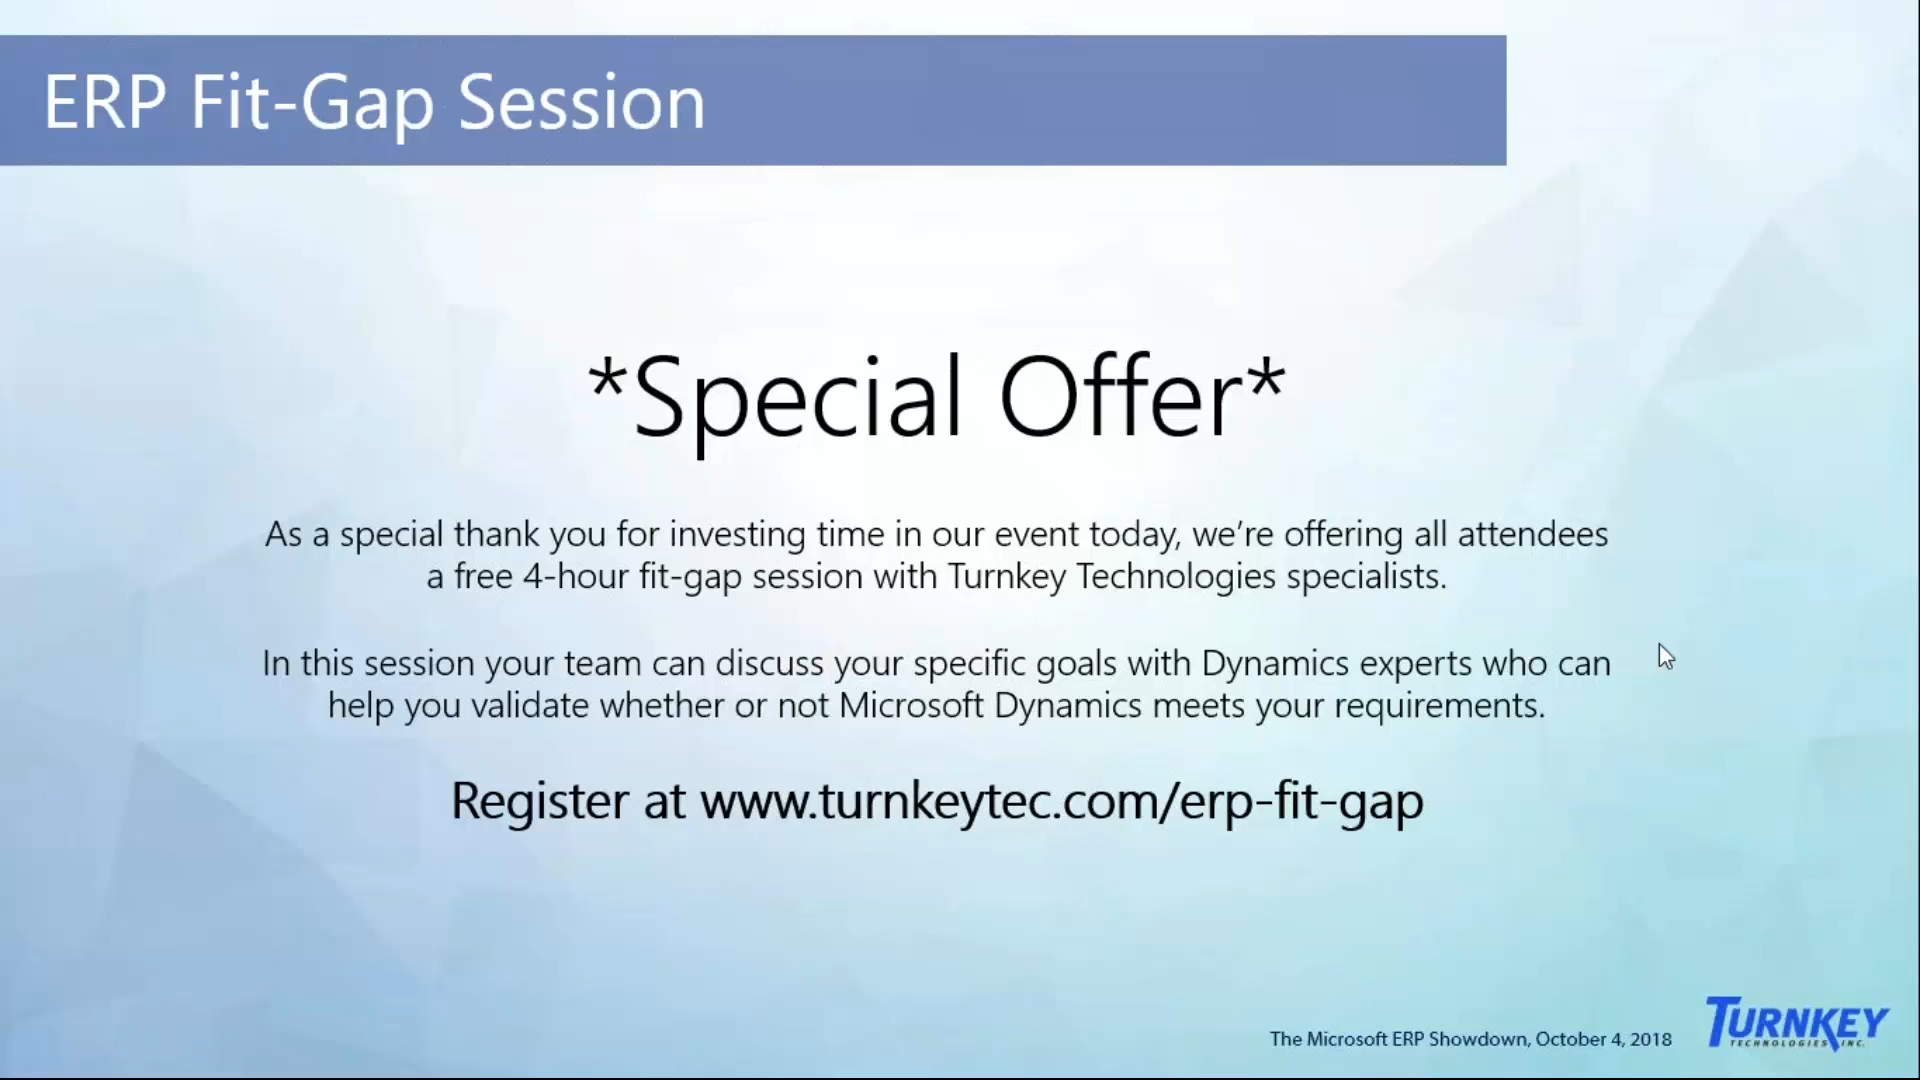 ERP Fit-Gap Session
*Special Offer*
As a special thank you for investing time in our event today, we’re offering all attendees
a free 4-hour fit-gap session with Turnkey Technologies specialists.
In this session your team can discuss your specific goals with Dynamics experts who can
help you validate whether or not Microsoft Dynamics meets your requirements.
Register at www.turnkeytec.com/erp-fit-gap
The Microsoft ERP Showdown, October 4, 2018
TURNKEY
TECHNOLOGIES, INC.